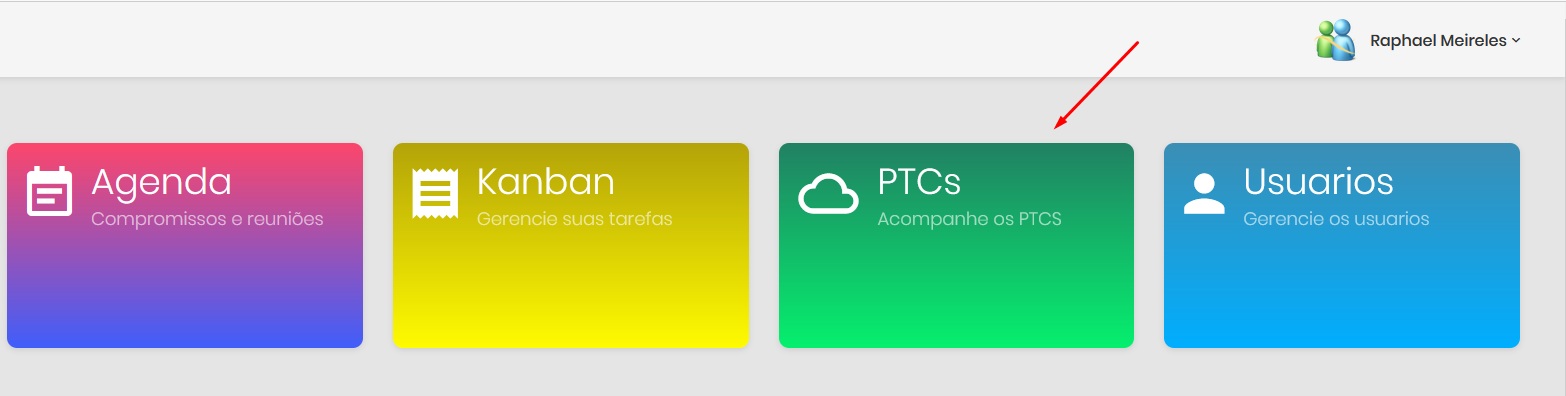 Raphael Meireles
Agenda
Compromissos e reuniões
Kanban
Gerencie suas tarefas
PTCs
Acompanhe os PTCS
Usuarios
Gerencie os usuarios